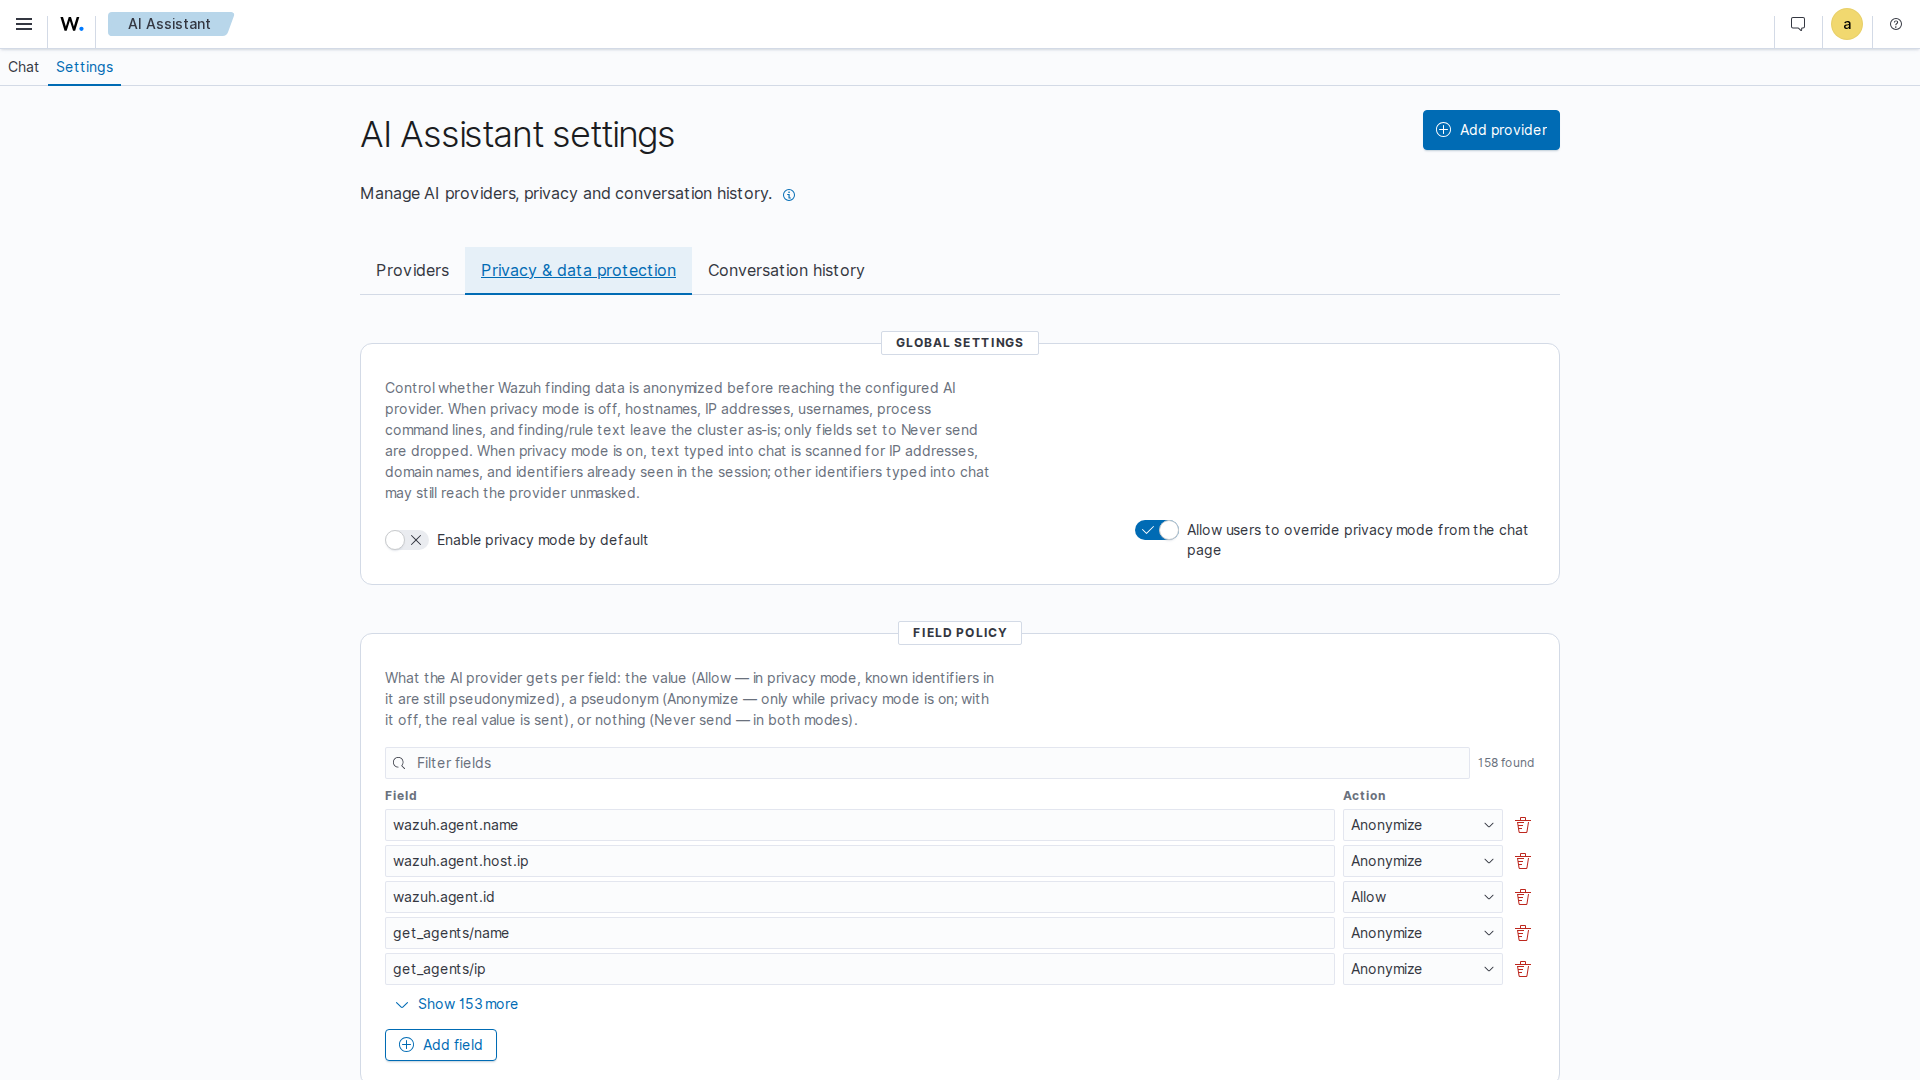 W.
AI Assistant
a
Chat
Settings
AI Assistant settings
Add provider
Manage AI providers, privacy and conversation history.
Providers
Privacy & data protection
Conversation history
GLOBAL SETTINGS
Control whether Wazuh finding data is anonymized before reaching the configured AI
provider. When privacy mode is off, hostnames, IP addresses, usernames, process
command lines, and finding/rule text leave the cluster as-is; only fields set to Never send
are dropped. When privacy mode is on, text typed into chat is scanned for IP addresses,
domain names, and identifiers already seen in the session; other identifiers typed into chat
may still reach the provider unmasked.
Enable privacy mode by default
Allow users to override privacy mode from the chat
page
FIELD POLICY
What the AI provider gets per field: the value (Allow — in privacy mode, known identifiers in
it are still pseudonymized), a pseudonym (Anonymize — only while privacy mode is on; with
it off, the real value is sent), or nothing (Never send — in both modes).
Filter fields
158 found
Field
Action
wazuh.agent.name
Anonymize
wazuh.agent.host.ip
Anonymize
wazuh.agent.id
Allow
get_agents/name
Anonymize
get_agents/ip
Anonymize
Show 153 more
Add field